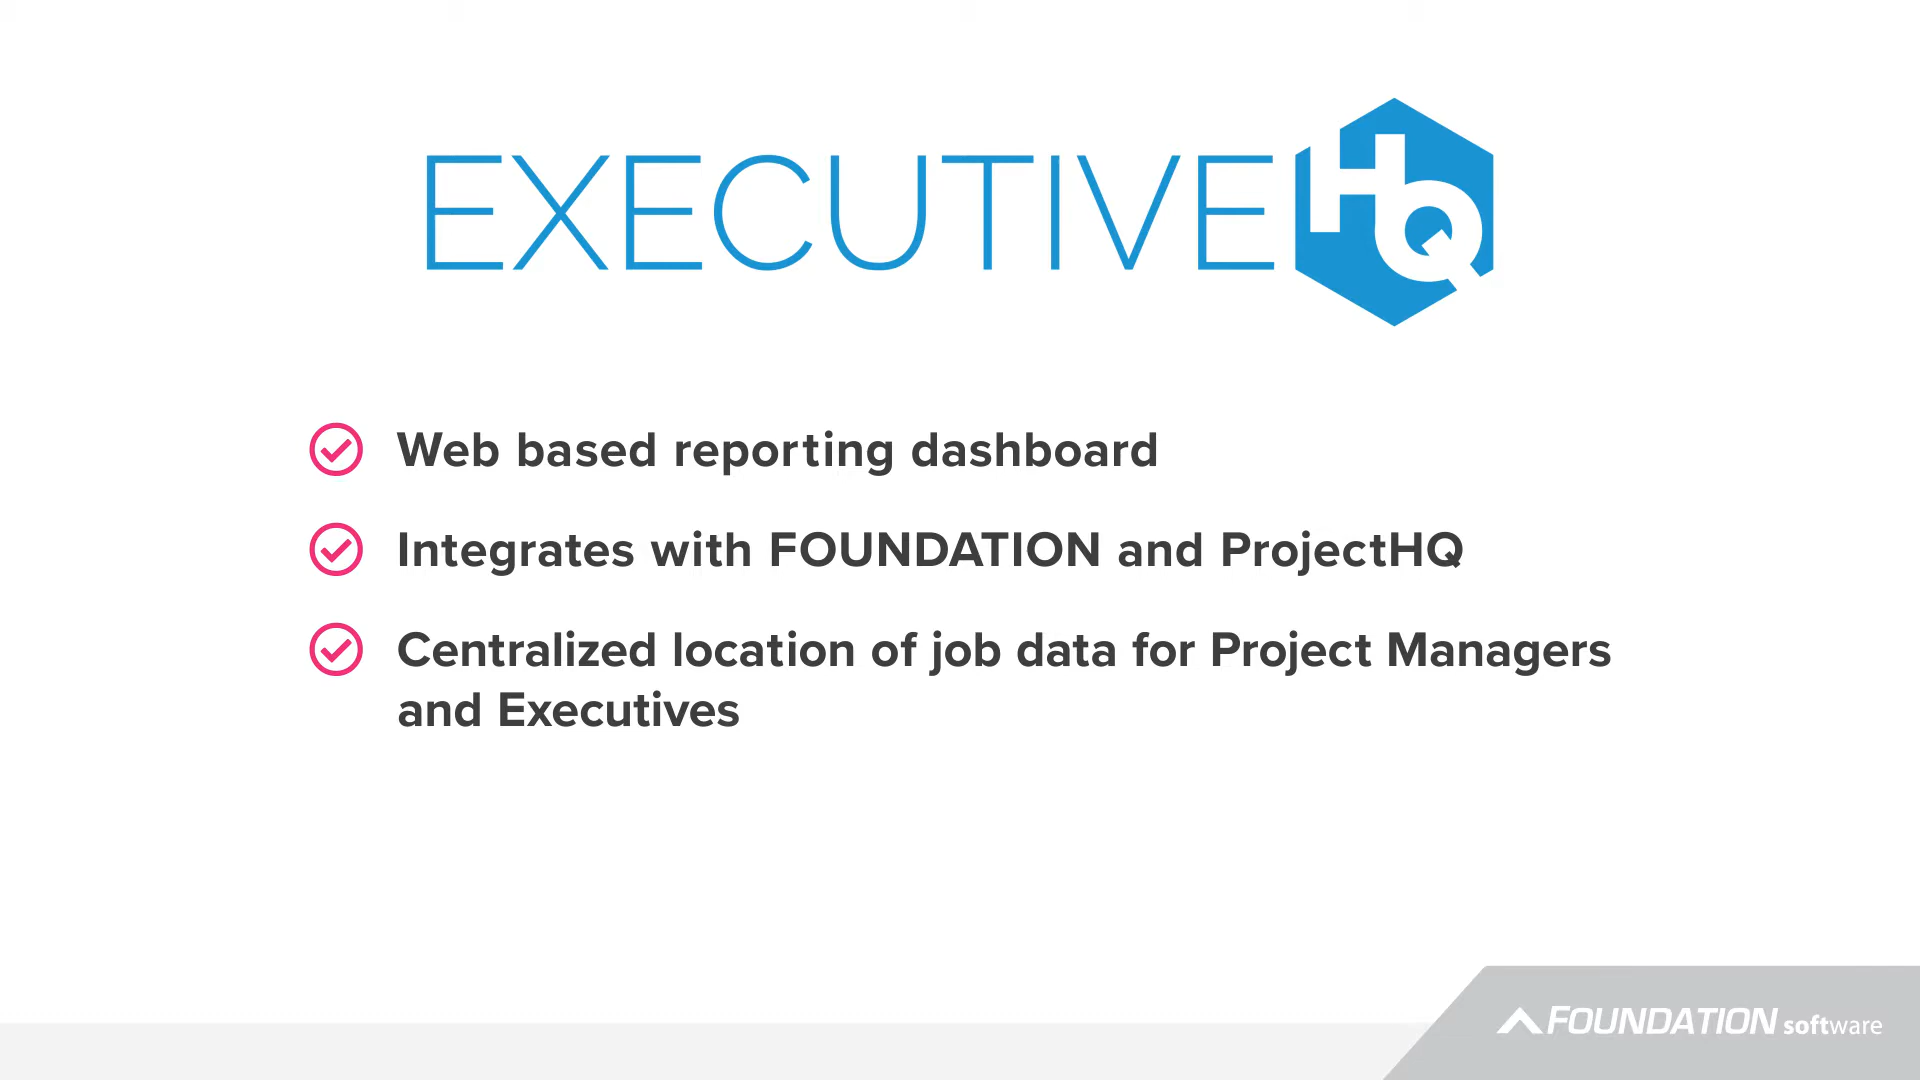 EXECUTIVE HQ
Web based reporting dashboard
Integrates with FOUNDATION and ProjectHQ
Centralized location of job data for Project Managers
and Executives
FOUNDATION software